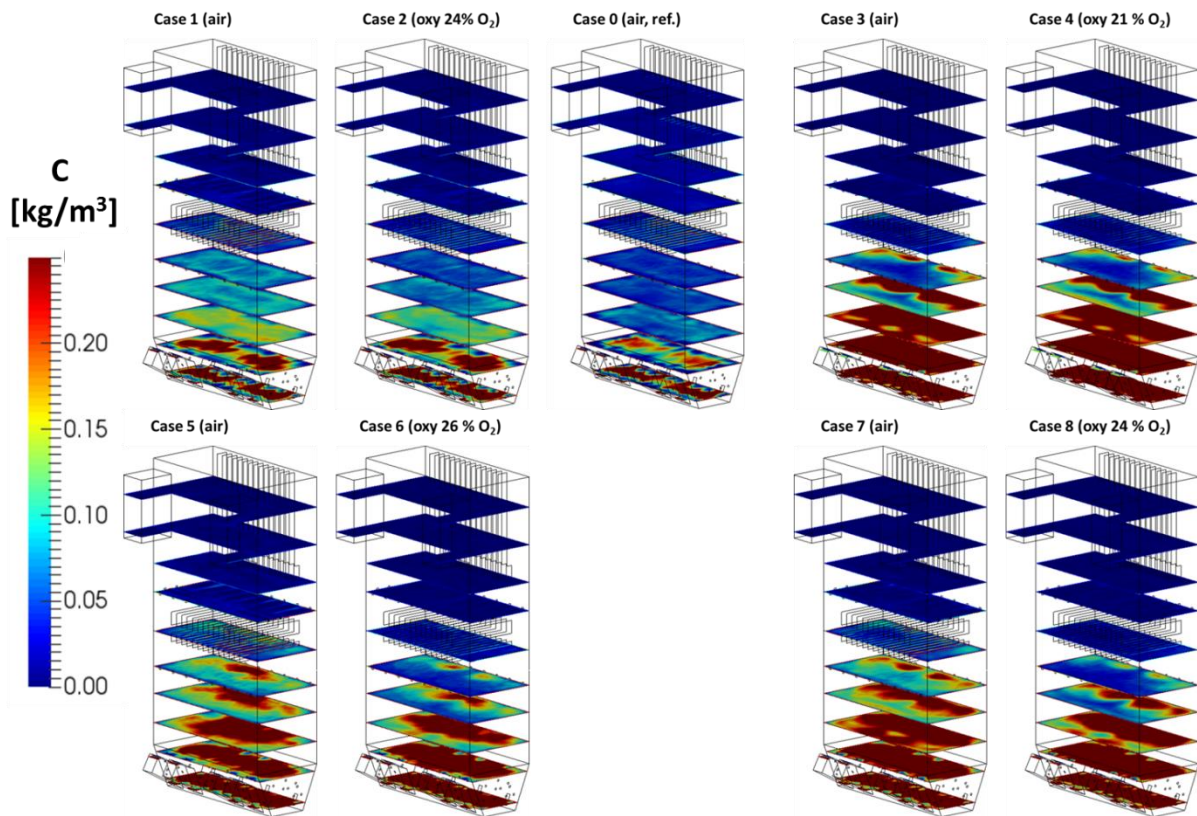 Case 1 (air)
Case 2 (oxy 24% O₂)
Case 0 (air, ref.)
Case 3 (air)
Case 4 (oxy 21 % O₂)
C
[kg/m³]
0.20
0.15
0.10
0.05
0.00
Case 5 (air)
Case 6 (oxy 26 % O₂)
Case 7 (air)
Case 8 (oxy 24 % O₂)